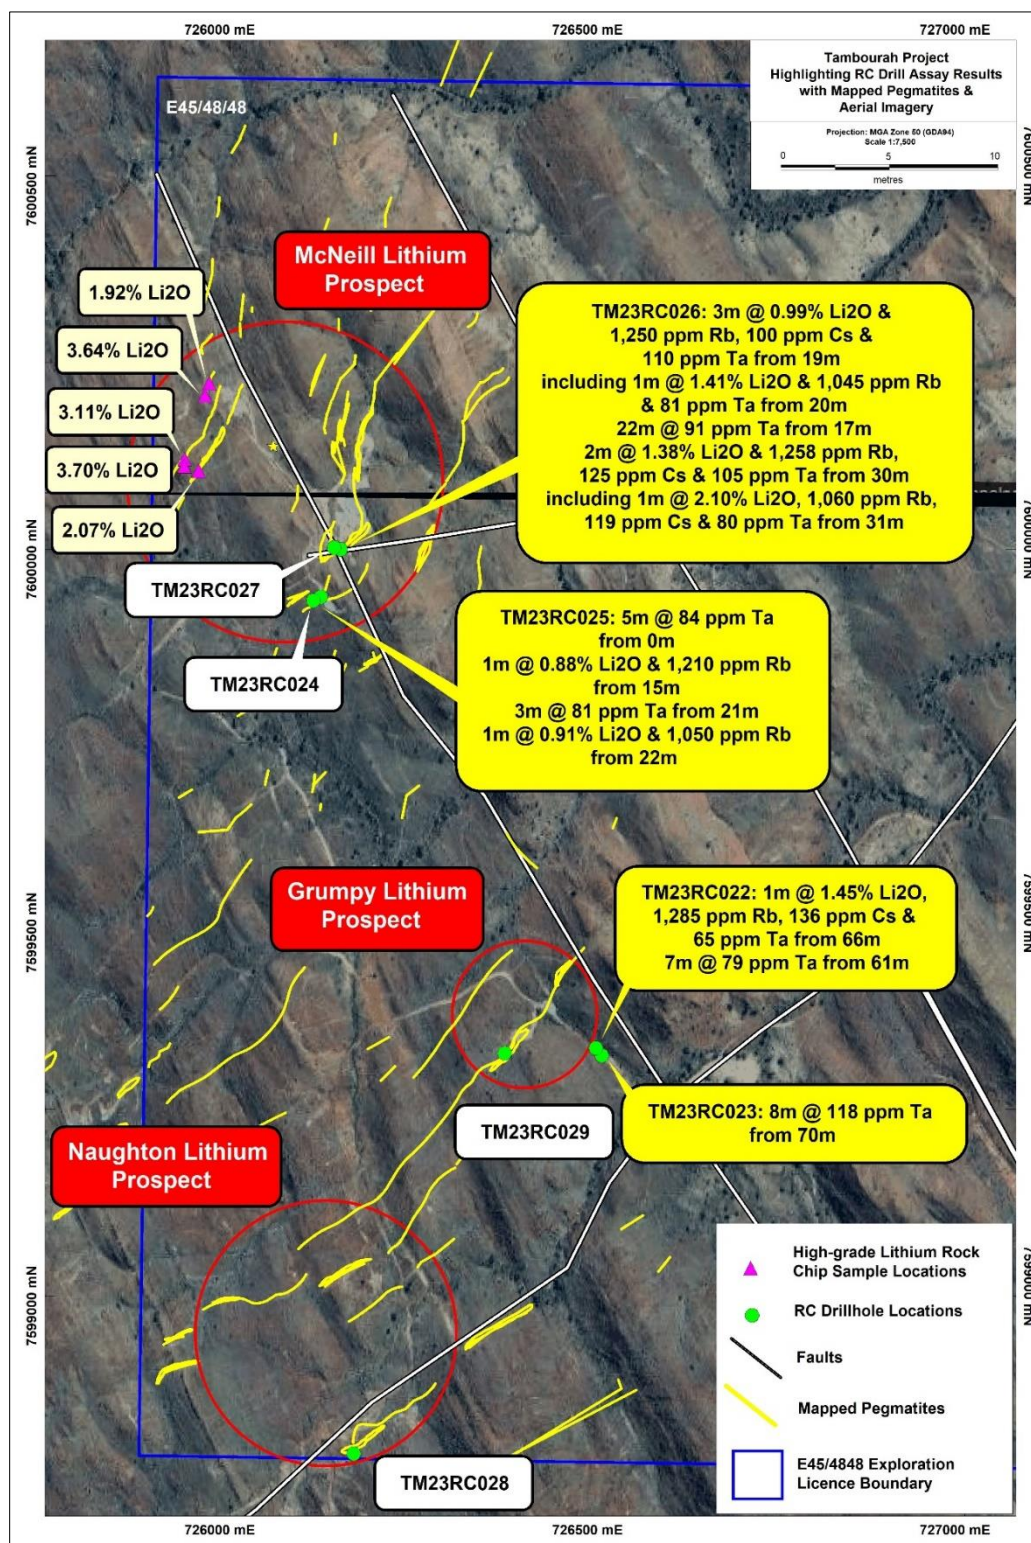 726000 mE
726500 mE
727000 mE
Tambourah Project
Highlighting RC Drill Assay Results
with Mapped Pegmatites &
Aerial Imagery
Projection: MGA Zone 50 (GDA94)
Scale 1:7,500
0
5
10
metres
E45/48/48
7600500 mN
7600500 mN
McNeill Lithium
Prospect
1.92% Li2O
3.64% Li2O
3.11% Li2O
3.70% Li2O
2.07% Li2O
TM23RC026: 3m @ 0.99% Li2O &
1,250 ppm Rb, 100 ppm Cs &
110 ppm Ta from 19m
including 1m @ 1.41% Li2O & 1,045 ppm Rb
& 81 ppm Ta from 20m
22m @ 91 ppm Ta from 17m
2m @ 1.38% Li2O & 1,258 ppm Rb,
125 ppm Cs & 105 ppm Ta from 30m
including 1m @ 2.10% Li2O, 1,060 ppm Rb,
119 ppm Cs & 80 ppm Ta from 31m
7600000 mN
7600000 mN
TM23RC027
TM23RC024
TM23RC025: 5m @ 84 ppm Ta
from 0m
1m @ 0.88% Li2O & 1,210 ppm Rb
from 15m
3m @ 81 ppm Ta from 21m
1m @ 0.91% Li2O & 1,050 ppm Rb
from 22m
Grumpy Lithium
Prospect
TM23RC022: 1m @ 1.45% Li2O,
1,285 ppm Rb, 136 ppm Cs &
65 ppm Ta from 66m
7m @ 79 ppm Ta from 61m
7599500 mN
7599500 mN
TM23RC029
TM23RC023: 8m @ 118 ppm Ta
from 70m
Naughton Lithium
Prospect
7599000 mN
7599000 mN
TM23RC028
High-grade Lithium Rock
Chip Sample Locations
RC Drillhole Locations
Faults
Mapped Pegmatites
E45/4848 Exploration
Licence Boundary
726000 mE
726500 mE
727000 mE